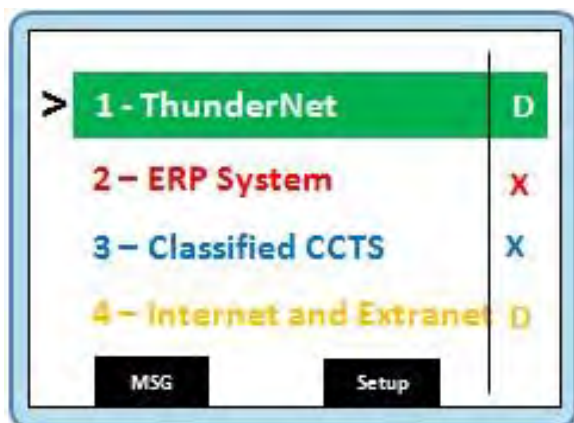 > 1 - ThunderNet D
2 – ERP System X
3 – Classified CCTS X
4 – Internet and Extranet D
MSG Setup